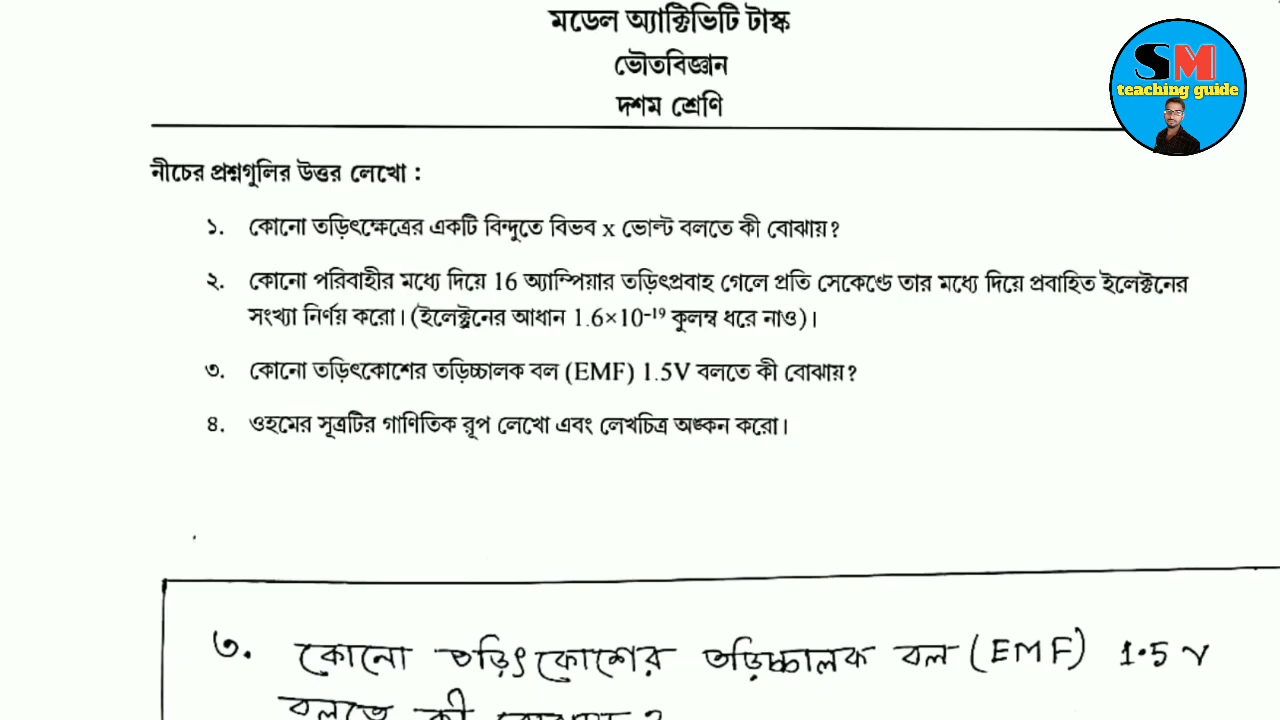 মডেল অ্যাক্টিভিটি টাস্ক
ভৌতবিজ্ঞান
দশম শ্রেণি
SM
teaching guide
নীচের প্রশ্নগুলির উত্তর লেখো :
১. কোনো তড়িৎক্ষেত্রের একটি বিন্দুতে বিভব x ভোল্ট বলতে কী বোঝায়?
২. কোনো পরিবাহীর মধ্যে দিয়ে 16 অ্যাম্পিয়ার তড়িৎপ্রবাহ গেলে প্রতি সেকেণ্ডে তার মধ্যে দিয়ে প্রবাহিত ইলেক্ট্রনের
সংখ্যা নির্ণয় করো। (ইলেক্ট্রনের আধান 1.6×10⁻¹⁹ কুলম্ব ধরে নাও)।
৩. কোনো তড়িৎকোশের তড়িচ্চালক বল (EMF) 1.5V বলতে কী বোঝায়?
৪. ওহমের সূত্রটির গাণিতিক রূপ লেখো এবং লেখচিত্র অঙ্কন করো।
৩. কোনো তড়িৎকোশের তড়িচ্চালক বল (EMF) 1.5 V
বলতে কী